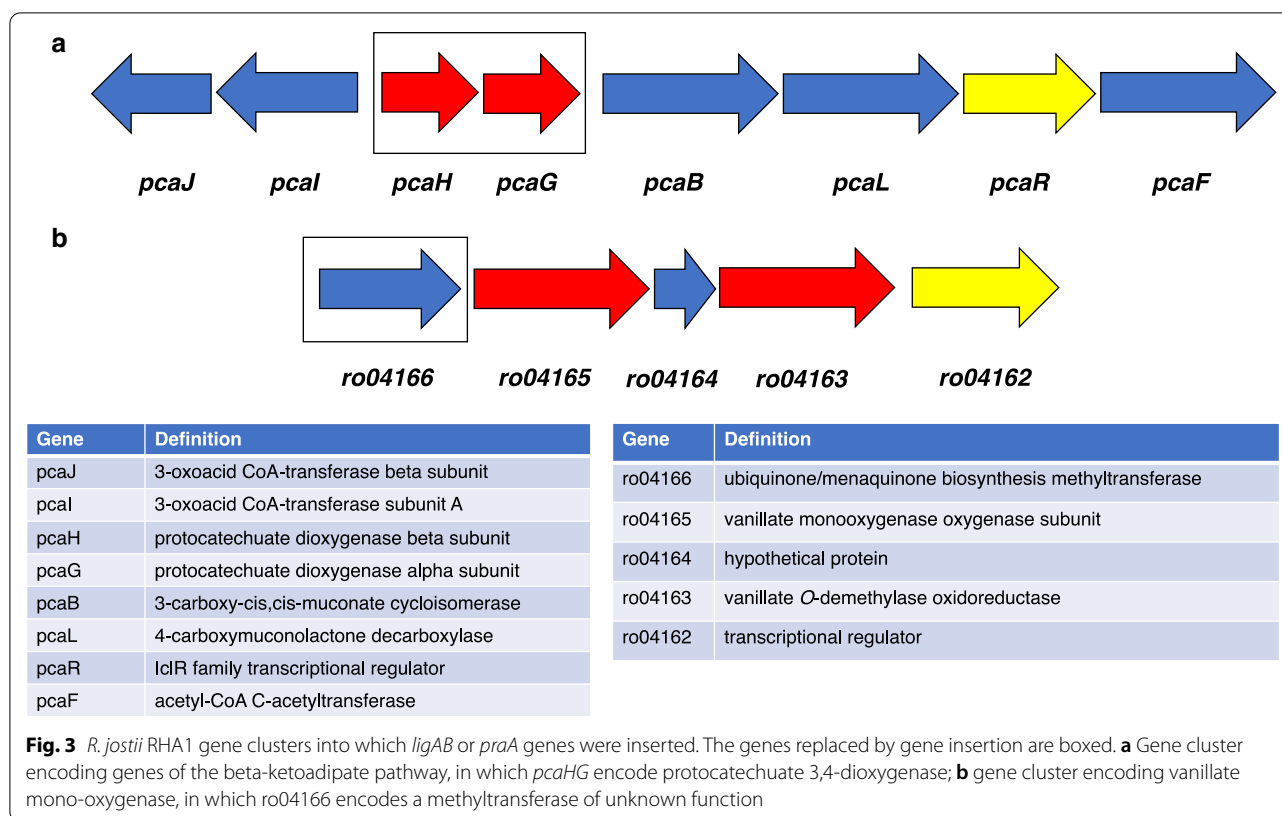 a
pcaJ pcaI pcaH pcaG pcaB pcaL pcaR pcaF
b
ro04166 ro04165 ro04164 ro04163 ro04162
Gene Definition
pcaJ 3-oxoacid CoA-transferase beta subunit
pcaI 3-oxoacid CoA-transferase subunit A
pcaH protocatechuate dioxygenase beta subunit
pcaG protocatechuate dioxygenase alpha subunit
pcaB 3-carboxy-cis,cis-muconate cycloisomerase
pcaL 4-carboxymuconolactone decarboxylase
pcaR IclR family transcriptional regulator
pcaF acetyl-CoA C-acetyltransferase
Gene Definition
ro04166 ubiquinone/menaquinone biosynthesis methyltransferase
ro04165 vanillate monooxygenase oxygenase subunit
ro04164 hypothetical protein
ro04163 vanillate O-demethylase oxidoreductase
ro04162 transcriptional regulator
Fig. 3 R. jostii RHA1 gene clusters into which ligAB or praA genes were inserted. The genes replaced by gene insertion are boxed. a Gene cluster
encoding genes of the beta-ketoadipate pathway, in which pcaHG encode protocatechuate 3,4-dioxygenase; b gene cluster encoding vanillate
mono-oxygenase, in which ro04166 encodes a methyltransferase of unknown function